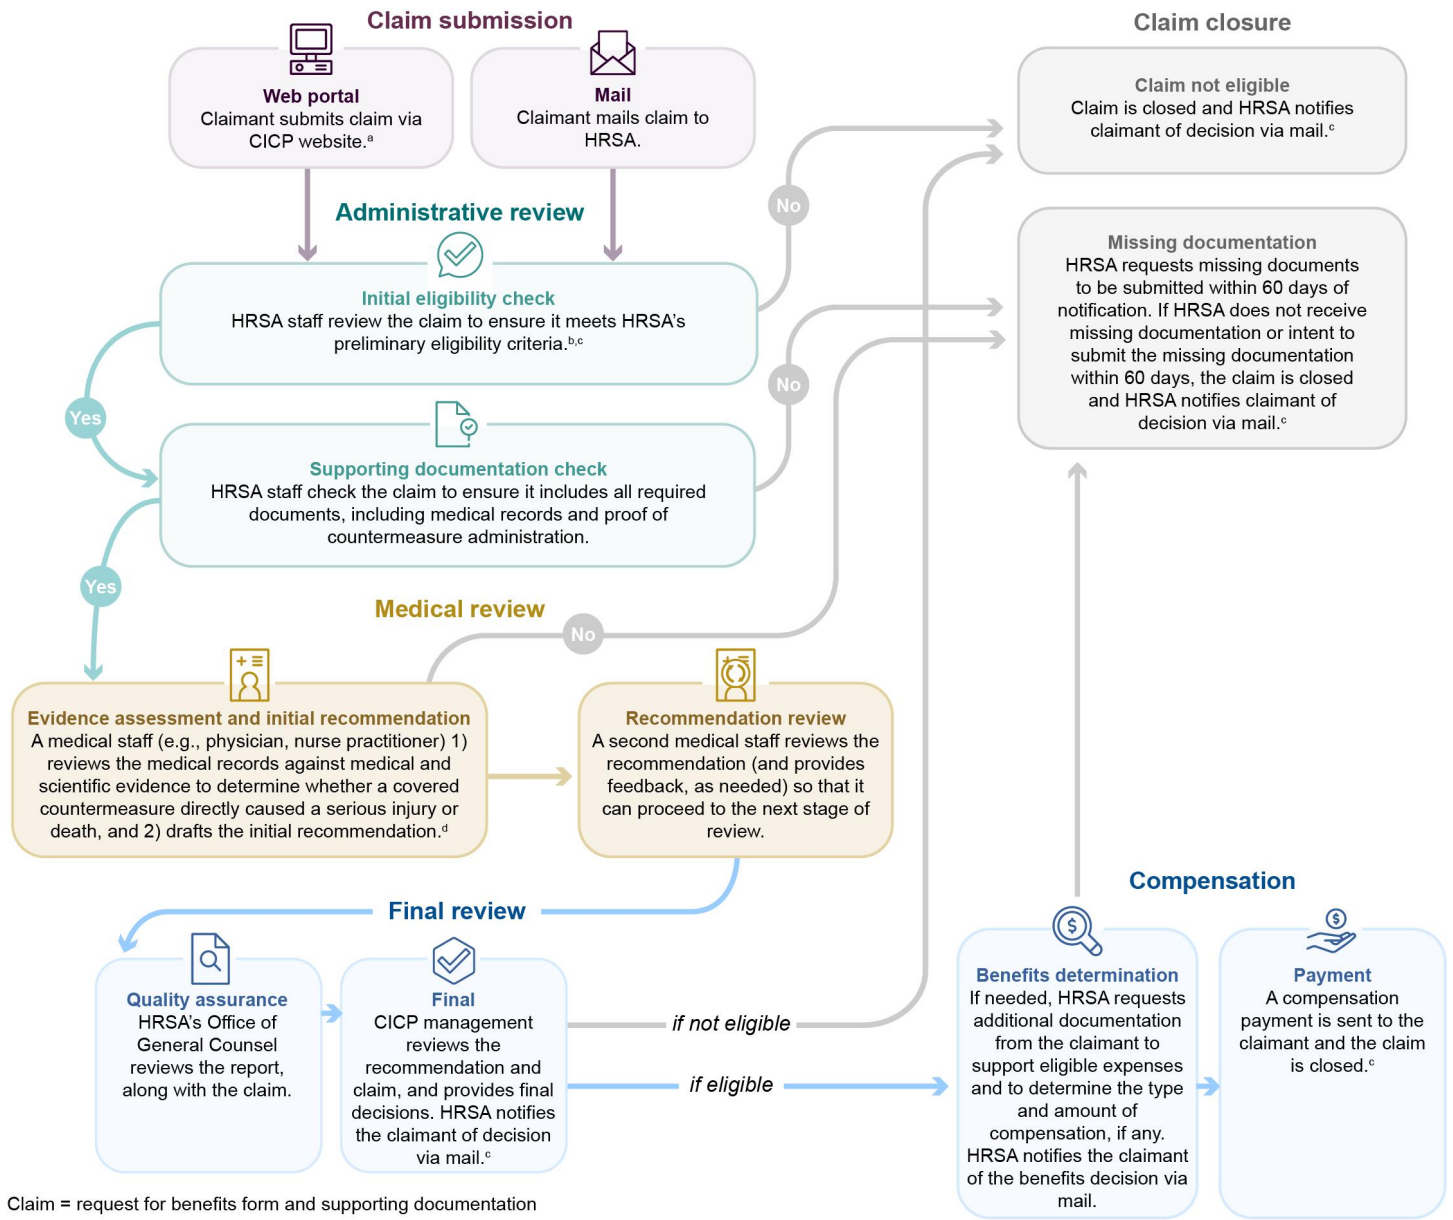 Claim submission
Web portal
Claimant submits claim via
CICP website.ᵃ
Mail
Claimant mails claim to
HRSA.
Administrative review
Initial eligibility check
HRSA staff review the claim to ensure it meets HRSA’s
preliminary eligibility criteria.ᵇ,ᶜ
Yes
No
Supporting documentation check
HRSA staff check the claim to ensure it includes all required
documents, including medical records and proof of
countermeasure administration.
Yes
No
Medical review
No
Evidence assessment and initial recommendation
A medical staff (e.g., physician, nurse practitioner) 1)
reviews the medical records against medical and
scientific evidence to determine whether a covered
countermeasure directly caused a serious injury or
death, and 2) drafts the initial recommendation.ᵈ
Recommendation review
A second medical staff reviews the
recommendation (and provides
feedback, as needed) so that it
can proceed to the next stage of
review.
Final review
Quality assurance
HRSA’s Office of
General Counsel
reviews the report,
along with the claim.
Final
CICP management
reviews the
recommendation and
claim, and provides final
decisions. HRSA notifies
the claimant of decision
via mail.ᶜ
if not eligible
if eligible
Claim closure
Claim not eligible
Claim is closed and HRSA notifies
claimant of decision via mail.ᶜ
Missing documentation
HRSA requests missing documents
to be submitted within 60 days of
notification. If HRSA does not receive
missing documentation or intent to
submit the missing documentation
within 60 days, the claim is closed
and HRSA notifies claimant of
decision via mail.ᶜ
Compensation
$
Benefits determination
If needed, HRSA requests
additional documentation
from the claimant to
support eligible expenses
and to determine the type
and amount of
compensation, if any.
HRSA notifies the claimant
of the benefits decision via
mail.
$
Payment
A compensation
payment is sent to the
claimant and the claim
is closed.ᶜ
Claim = request for benefits form and supporting documentation